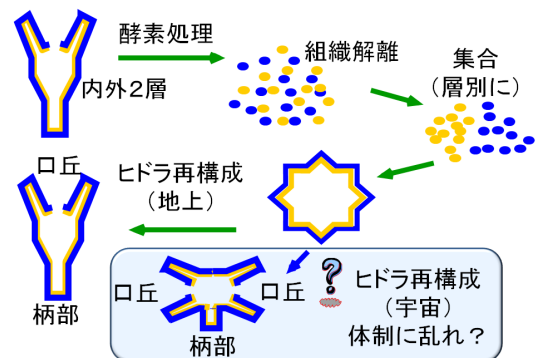 酵素処理
内外2層
組織解離
集合
(層別に)
口丘
ヒドラ再構成
(地上)
柄部
口丘
口丘
柄部
?
ヒドラ再構成
(宇宙)
体制に乱れ?